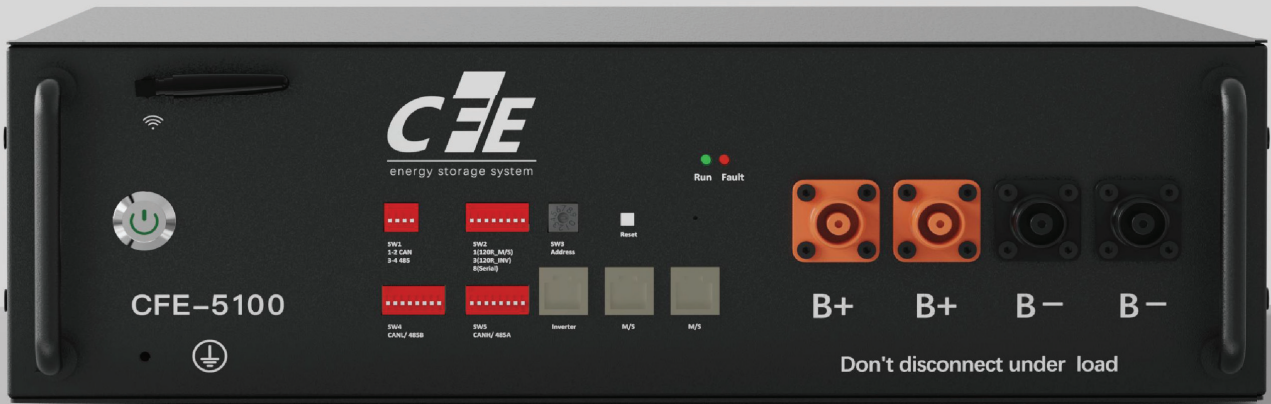 CFE
energy storage system
Run Fault
SW1
1-2 CAN
3-4 485
SW2
1(120R_M/S)
3(120R_INV)
8(Serial)
SW3
Address
Reset
SW4
CANL/ 485B
SW5
CANH/ 485A
Inverter
M/S
M/S
CFE-5100
B+
B+
B-
B-
Don't disconnect under load